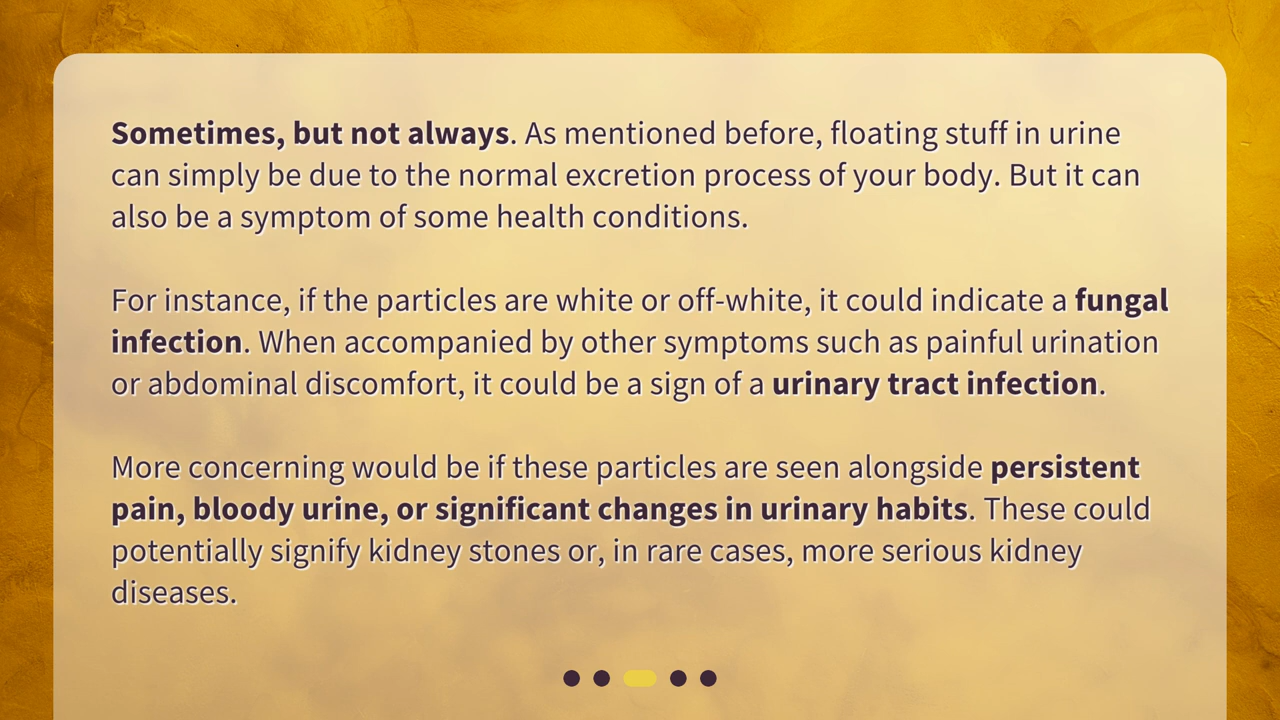 Sometimes, but not always. As mentioned before, floating stuff in urine
can simply be due to the normal excretion process of your body. But it can
also be a symptom of some health conditions.
For instance, if the particles are white or off-white, it could indicate a fungal
infection. When accompanied by other symptoms such as painful urination
or abdominal discomfort, it could be a sign of a urinary tract infection.
More concerning would be if these particles are seen alongside persistent
pain, bloody urine, or significant changes in urinary habits. These could
potentially signify kidney stones or, in rare cases, more serious kidney
diseases.